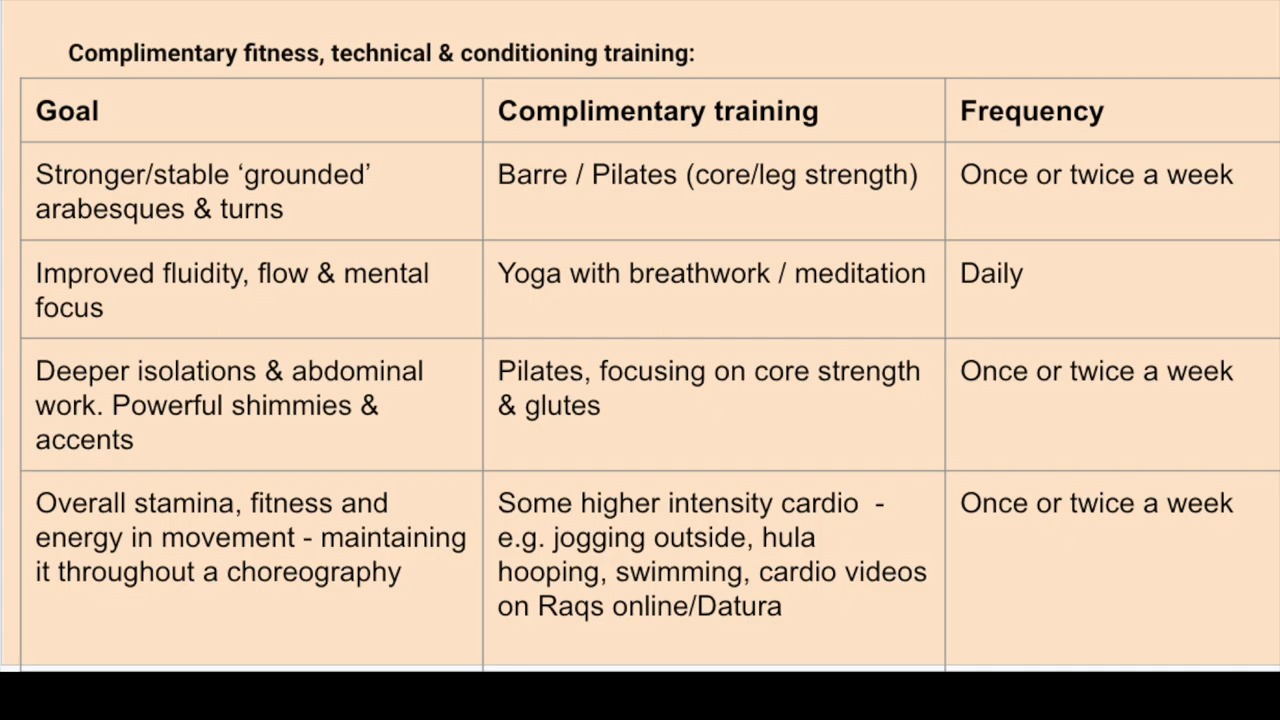 Complimentary fitness, technical & conditioning training:
Goal
Complimentary training
Frequency
Stronger/stable ‘grounded’
arabesques & turns
Barre / Pilates (core/leg strength)
Once or twice a week
Improved fluidity, flow & mental
focus
Yoga with breathwork / meditation
Daily
Deeper isolations & abdominal
work. Powerful shimmies &
accents
Pilates, focusing on core strength
& glutes
Once or twice a week
Overall stamina, fitness and
energy in movement - maintaining
it throughout a choreography
Some higher intensity cardio  -
e.g. jogging outside, hula
hooping, swimming, cardio videos
on Raqs online/Datura
Once or twice a week